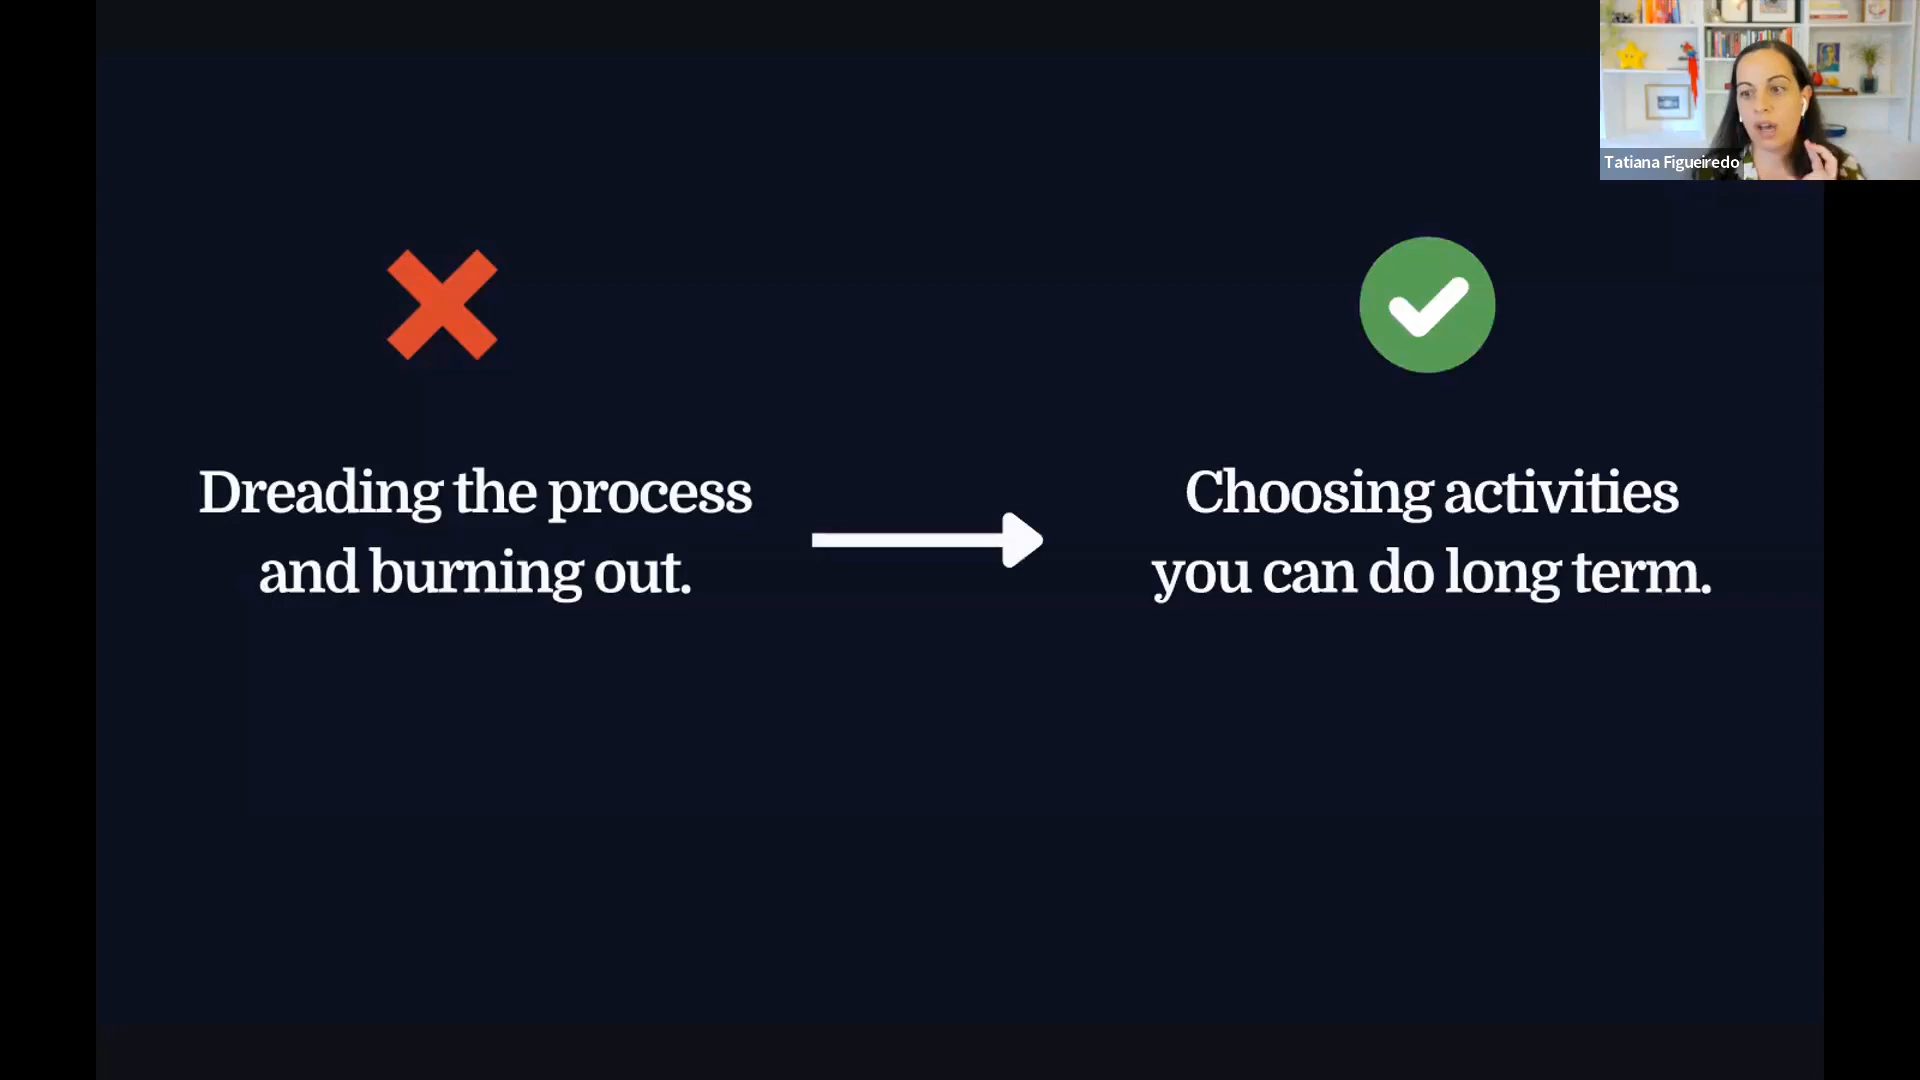 Tatiana Figueiredo
Dreading the process
and burning out.
Choosing activities
you can do long term.